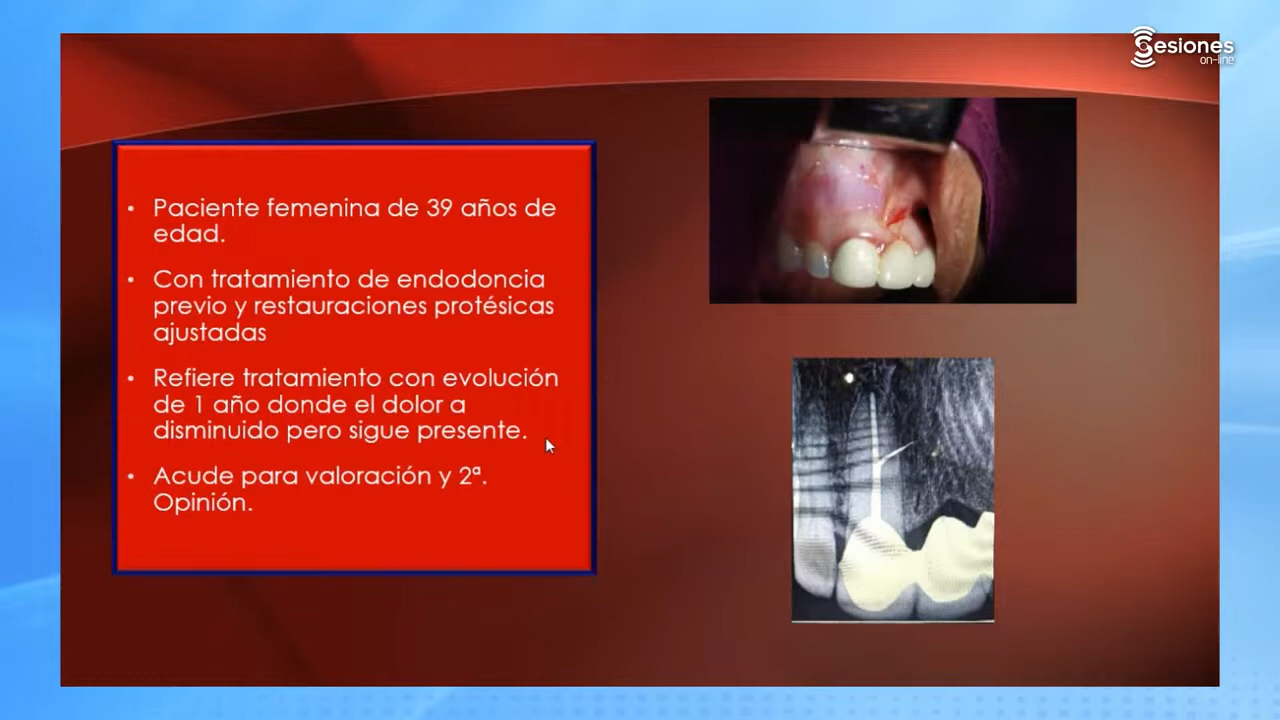 Sesiones
on-line
• Paciente femenina de 39 años de
edad.
• Con tratamiento de endodoncia
previo y restauraciones protésicas
ajustadas
• Refiere tratamiento con evolución
de 1 año donde el dolor a
disminuido pero sigue presente.
• Acude para valoración y 2ª.
Opinión.